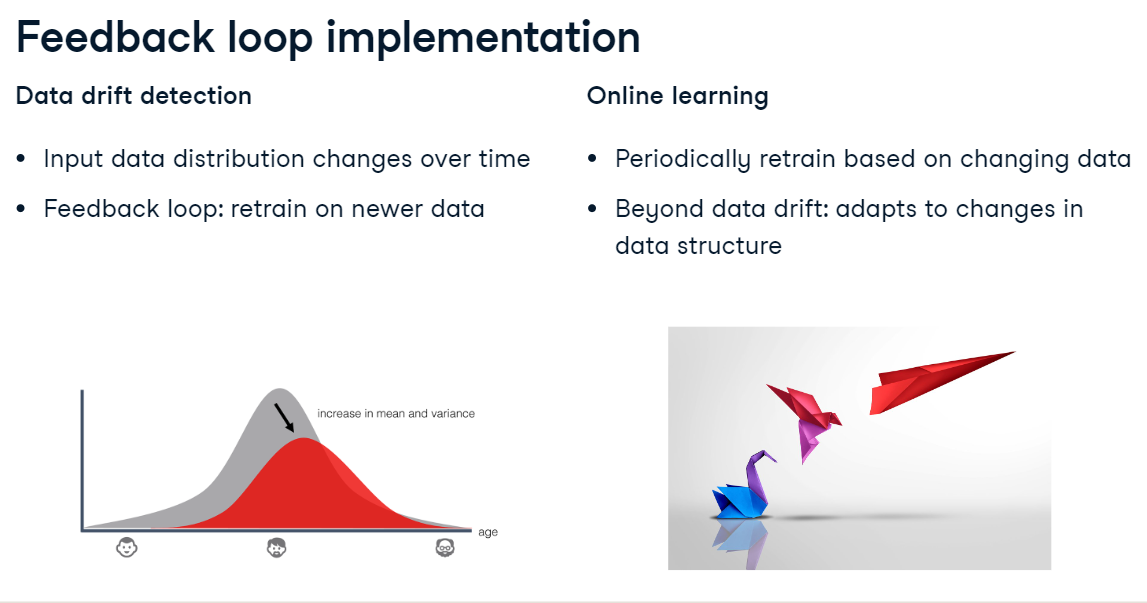 Feedback loop implementation
Data drift detection
• Input data distribution changes over time
• Feedback loop: retrain on newer data
increase in mean and variance
age
Online learning
• Periodically retrain based on changing data
• Beyond data drift: adapts to changes in
data structure